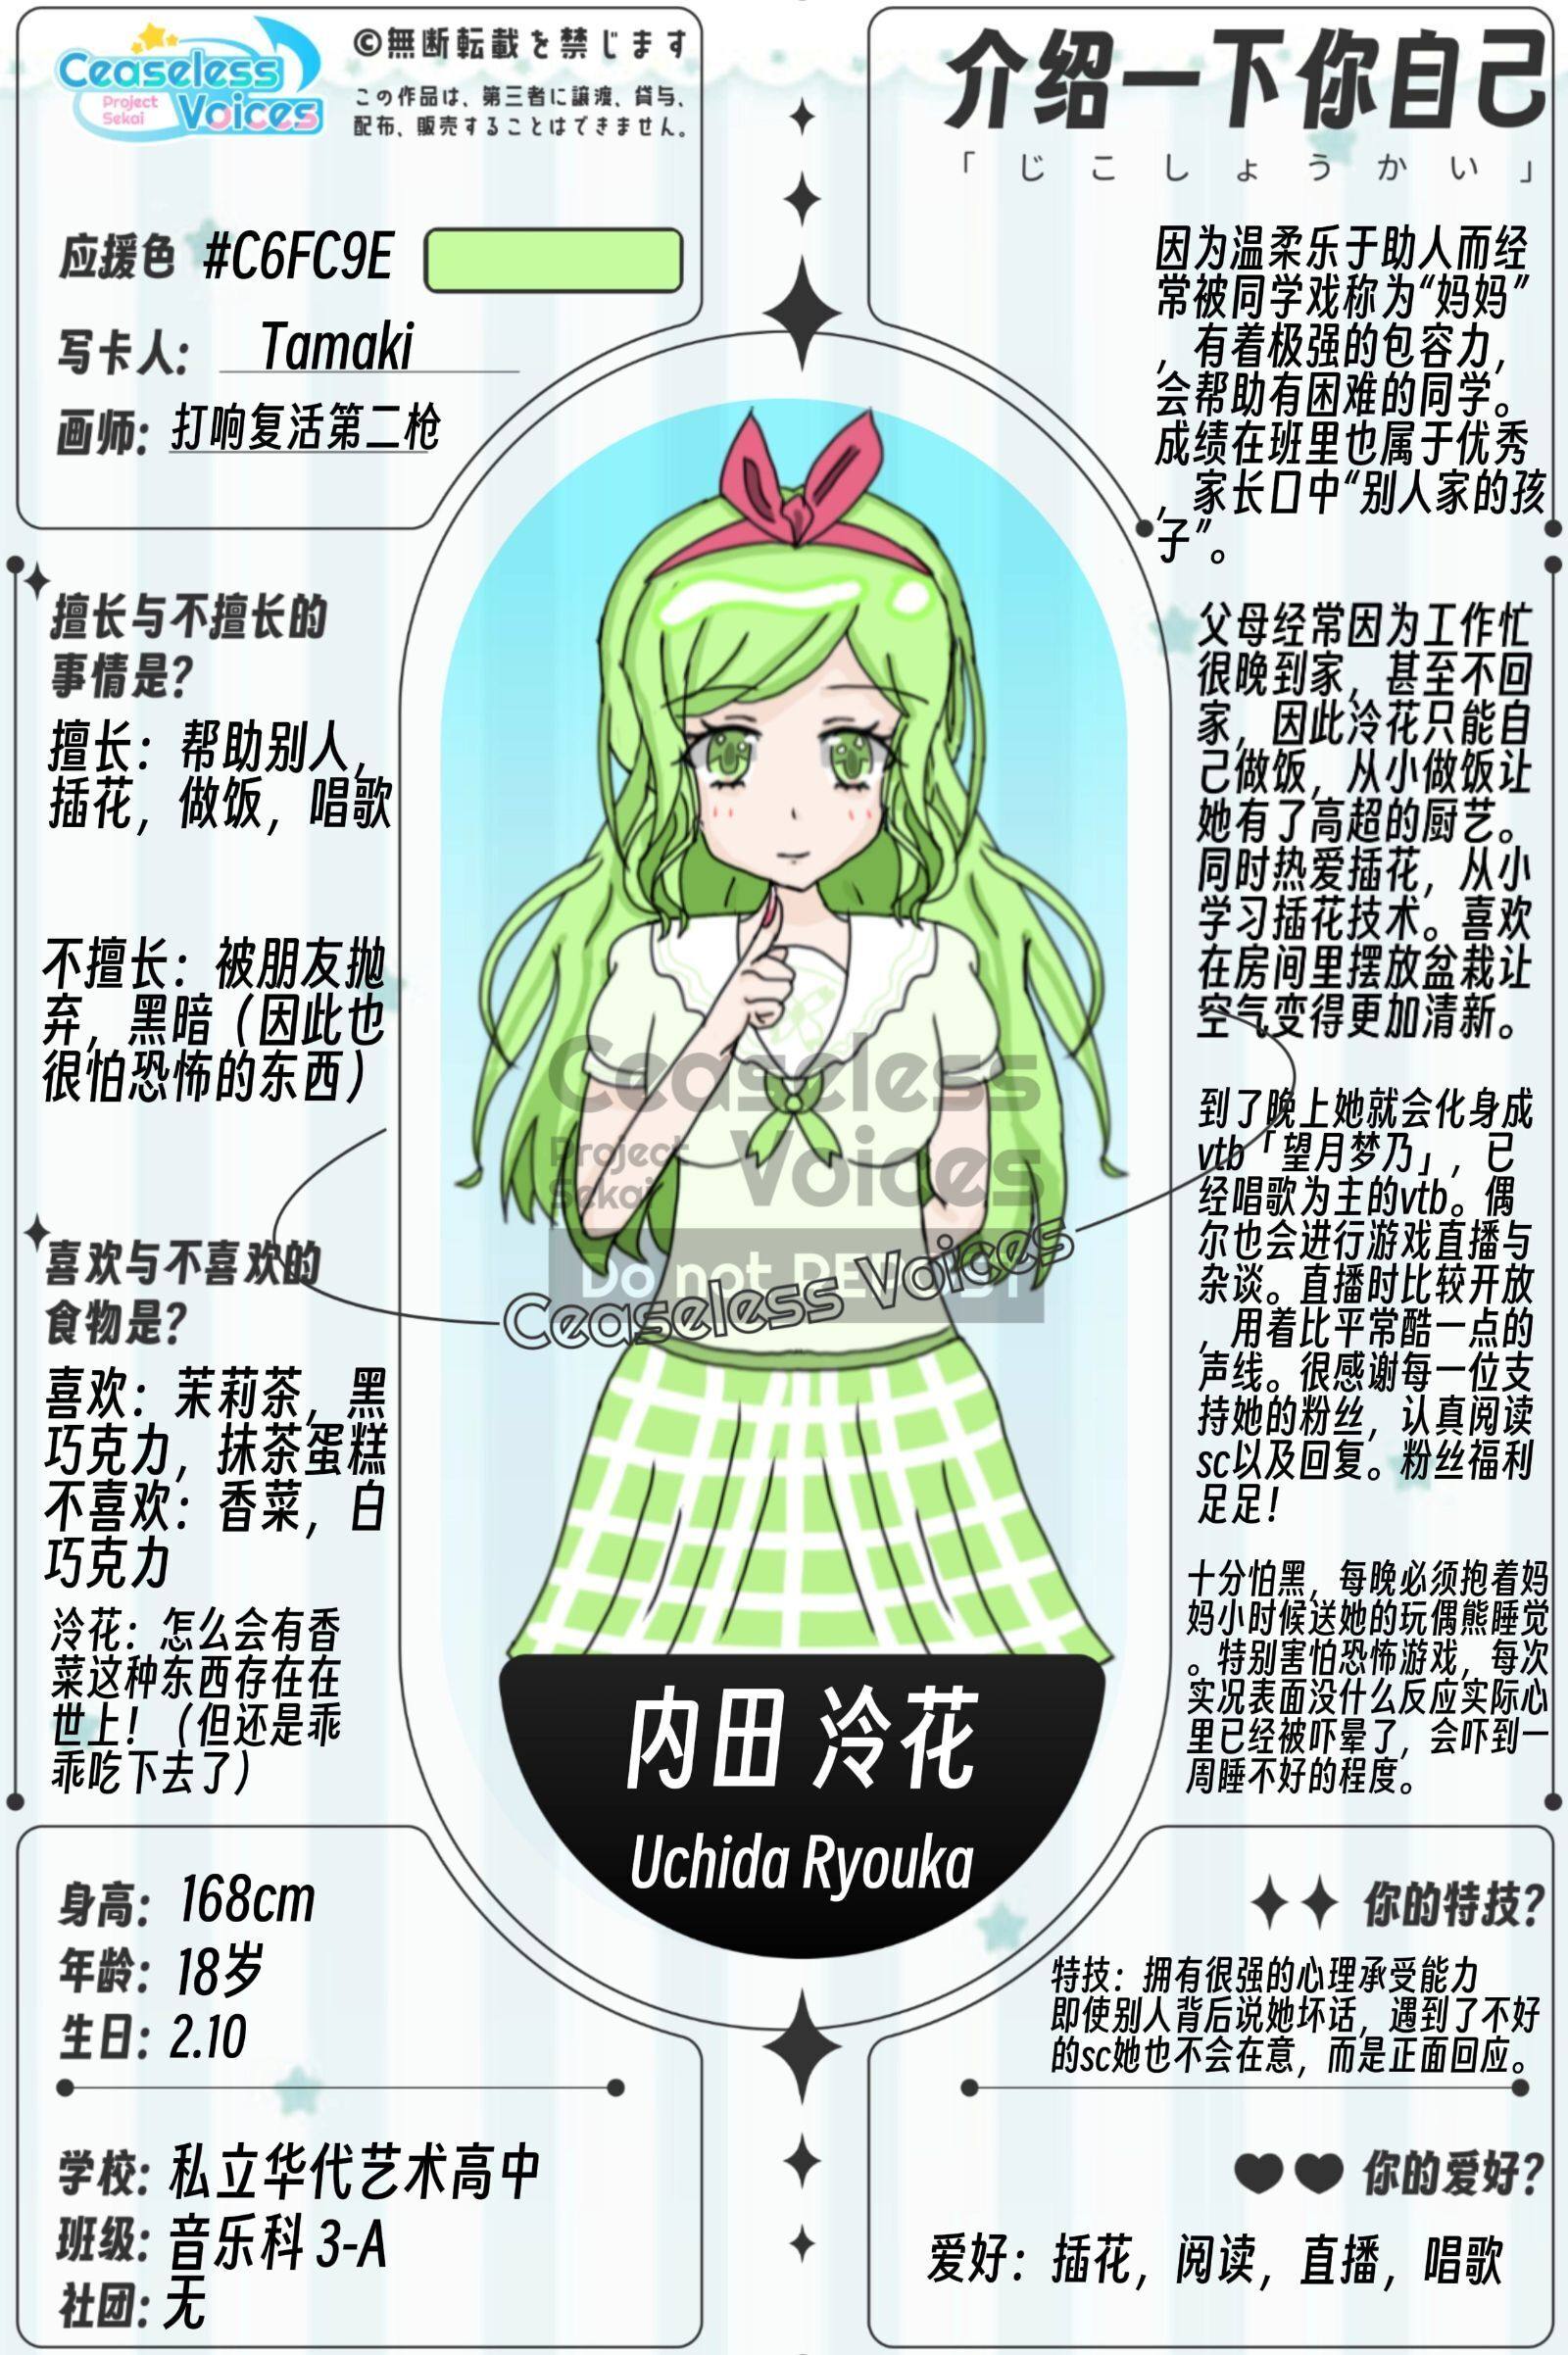 Ceaseless
Project
Sekai
Voices
©無断転載を禁じます
この作品は、第三者に譲渡、貸与、
配布、販売することはできません。
应援色 #C6FC9E
写卡人: Tamaki
画师: 打响复活第二枪
介绍一下你自己
「じこしょうかい」
因为温柔乐于助人而经
常被同学戏称为“妈妈”
，有着极强的包容力，
会帮助有困难的同学。
成绩在班里也属于优秀
，家长口中“别人家的孩
子”。
父母经常因为工作忙
很晚到家，甚至不回
家，因此泠花只能自
己做饭，从小做饭让
她有了高超的厨艺。
同时热爱插花，从小
学习插花技术。喜欢
在房间里摆放盆栽让
空气变得更加清新。
到了晚上她就会化身成
vtb「望月梦乃」，已
经唱歌为主的vtb。偶
尔也会进行游戏直播与
杂谈。直播时比较开放
，用着比平常酷一点的
声线。很感谢每一位支
持她的粉丝，认真阅读
sc以及回复。粉丝福利
足足！
十分怕黑，每晚必须抱着妈
妈小时候送她的玩偶熊睡觉
。特别害怕恐怖游戏，每次
实况表面没什么反应实际心
里已经被吓晕了，会吓到一
周睡不好的程度。
擅长与不擅长的
事情是?
擅长：帮助别人，
插花，做饭，唱歌
不擅长：被朋友抛
弃，黑暗（因此也
很怕恐怖的东西）
喜欢与不喜欢的
食物是?
喜欢：茉莉茶，黑
巧克力，抹茶蛋糕
不喜欢：香菜，白
巧克力
泠花：怎么会有香
菜这种东西存在在
世上！（但还是乖
乖吃下去了）
Ceaseless
Project
Sekai
Voices
Do not REPOST
Ceaseless Voices
内田 泠花
Uchida Ryouka
身高: 168cm
年龄: 18岁
生日: 2.10
学校: 私立华代艺术高中
班级: 音乐科 3-A
社团: 无
你的特技?
特技：拥有很强的心理承受能力
即使别人背后说她坏话，遇到了不好
的sc她也不会在意，而是正面回应。
你的爱好?
爱好：插花，阅读，直播，唱歌